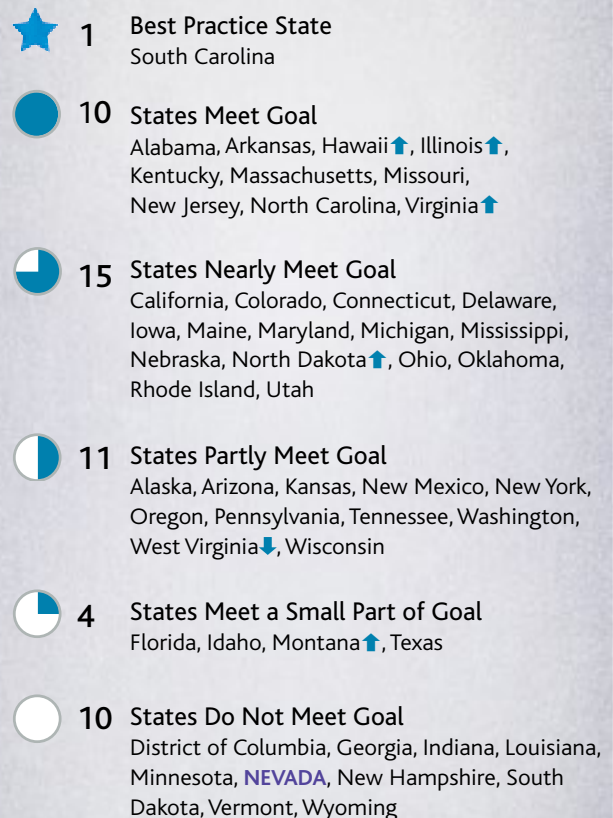 1 Best Practice State
South Carolina
10 States Meet Goal
Alabama, Arkansas, Hawaii⬆, Illinois⬆,
Kentucky, Massachusetts, Missouri,
New Jersey, North Carolina, Virginia⬆
15 States Nearly Meet Goal
California, Colorado, Connecticut, Delaware,
Iowa, Maine, Maryland, Michigan, Mississippi,
Nebraska, North Dakota⬆, Ohio, Oklahoma,
Rhode Island, Utah
11 States Partly Meet Goal
Alaska, Arizona, Kansas, New Mexico, New York,
Oregon, Pennsylvania, Tennessee, Washington,
West Virginia⬇, Wisconsin
4 States Meet a Small Part of Goal
Florida, Idaho, Montana⬆, Texas
10 States Do Not Meet Goal
District of Columbia, Georgia, Indiana, Louisiana,
Minnesota, NEVADA, New Hampshire, South
Dakota, Vermont, Wyoming